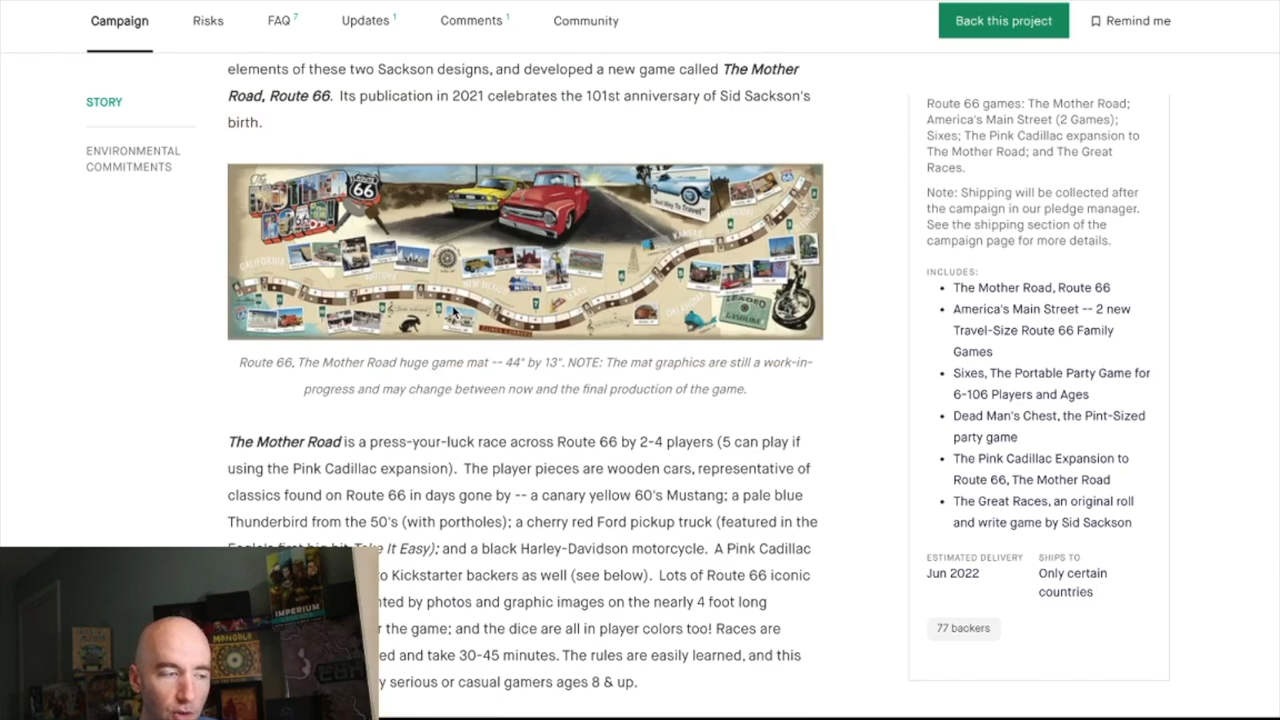 Campaign
Risks
FAQ 7
Updates 1
Comments 1
Community
Back this project
Remind me
STORY
ENVIRONMENTAL
COMMITMENTS
elements of these two Sackson designs, and developed a new game called The Mother
Road, Route 66. Its publication in 2021 celebrates the 101st anniversary of Sid Sackson's
birth.
The
MOTHER
ROAD
66
CALIFORNIA
NEW MEXICO
TEXAS
OKLAHOMA
KANSAS
ILLINOIS
LEADED
GASOLINE
Route 66, The Mother Road huge game mat -- 44" by 13". NOTE: The mat graphics are still a work-in-
progress and may change between now and the final production of the game.
The Mother Road is a press-your-luck race across Route 66 by 2-4 players (5 can play if
using the Pink Cadillac expansion). The player pieces are wooden cars, representative of
classics found on Route 66 in days gone by -- a canary yellow 60's Mustang; a pale blue
Thunderbird from the 50's (with portholes); a cherry red Ford pickup truck (featured in the
Eagle's first big hit Take It Easy); and a black Harley-Davidson motorcycle. A Pink Cadillac
to Kickstarter backers as well (see below). Lots of Route 66 iconic
nted by photos and graphic images on the nearly 4 foot long
r the game; and the dice are all in player colors too! Races are
ed and take 30-45 minutes. The rules are easily learned, and this
y serious or casual gamers ages 8 & up.
Route 66 games: The Mother Road;
America's Main Street (2 Games);
Sixes; The Pink Cadillac expansion to
The Mother Road; and The Great
Races.
Note: Shipping will be collected after
the campaign in our pledge manager.
See the shipping section of the
campaign page for more details.
INCLUDES:
• The Mother Road, Route 66
• America's Main Street -- 2 new
Travel-Size Route 66 Family
Games
• Sixes, The Portable Party Game for
6-106 Players and Ages
• Dead Man's Chest, the Pint-Sized
party game
• The Pink Cadillac Expansion to
Route 66, The Mother Road
• The Great Races, an original roll
and write game by Sid Sackson
ESTIMATED DELIVERY
Jun 2022
SHIPS TO
Only certain
countries
77 backers
IMPERIUM